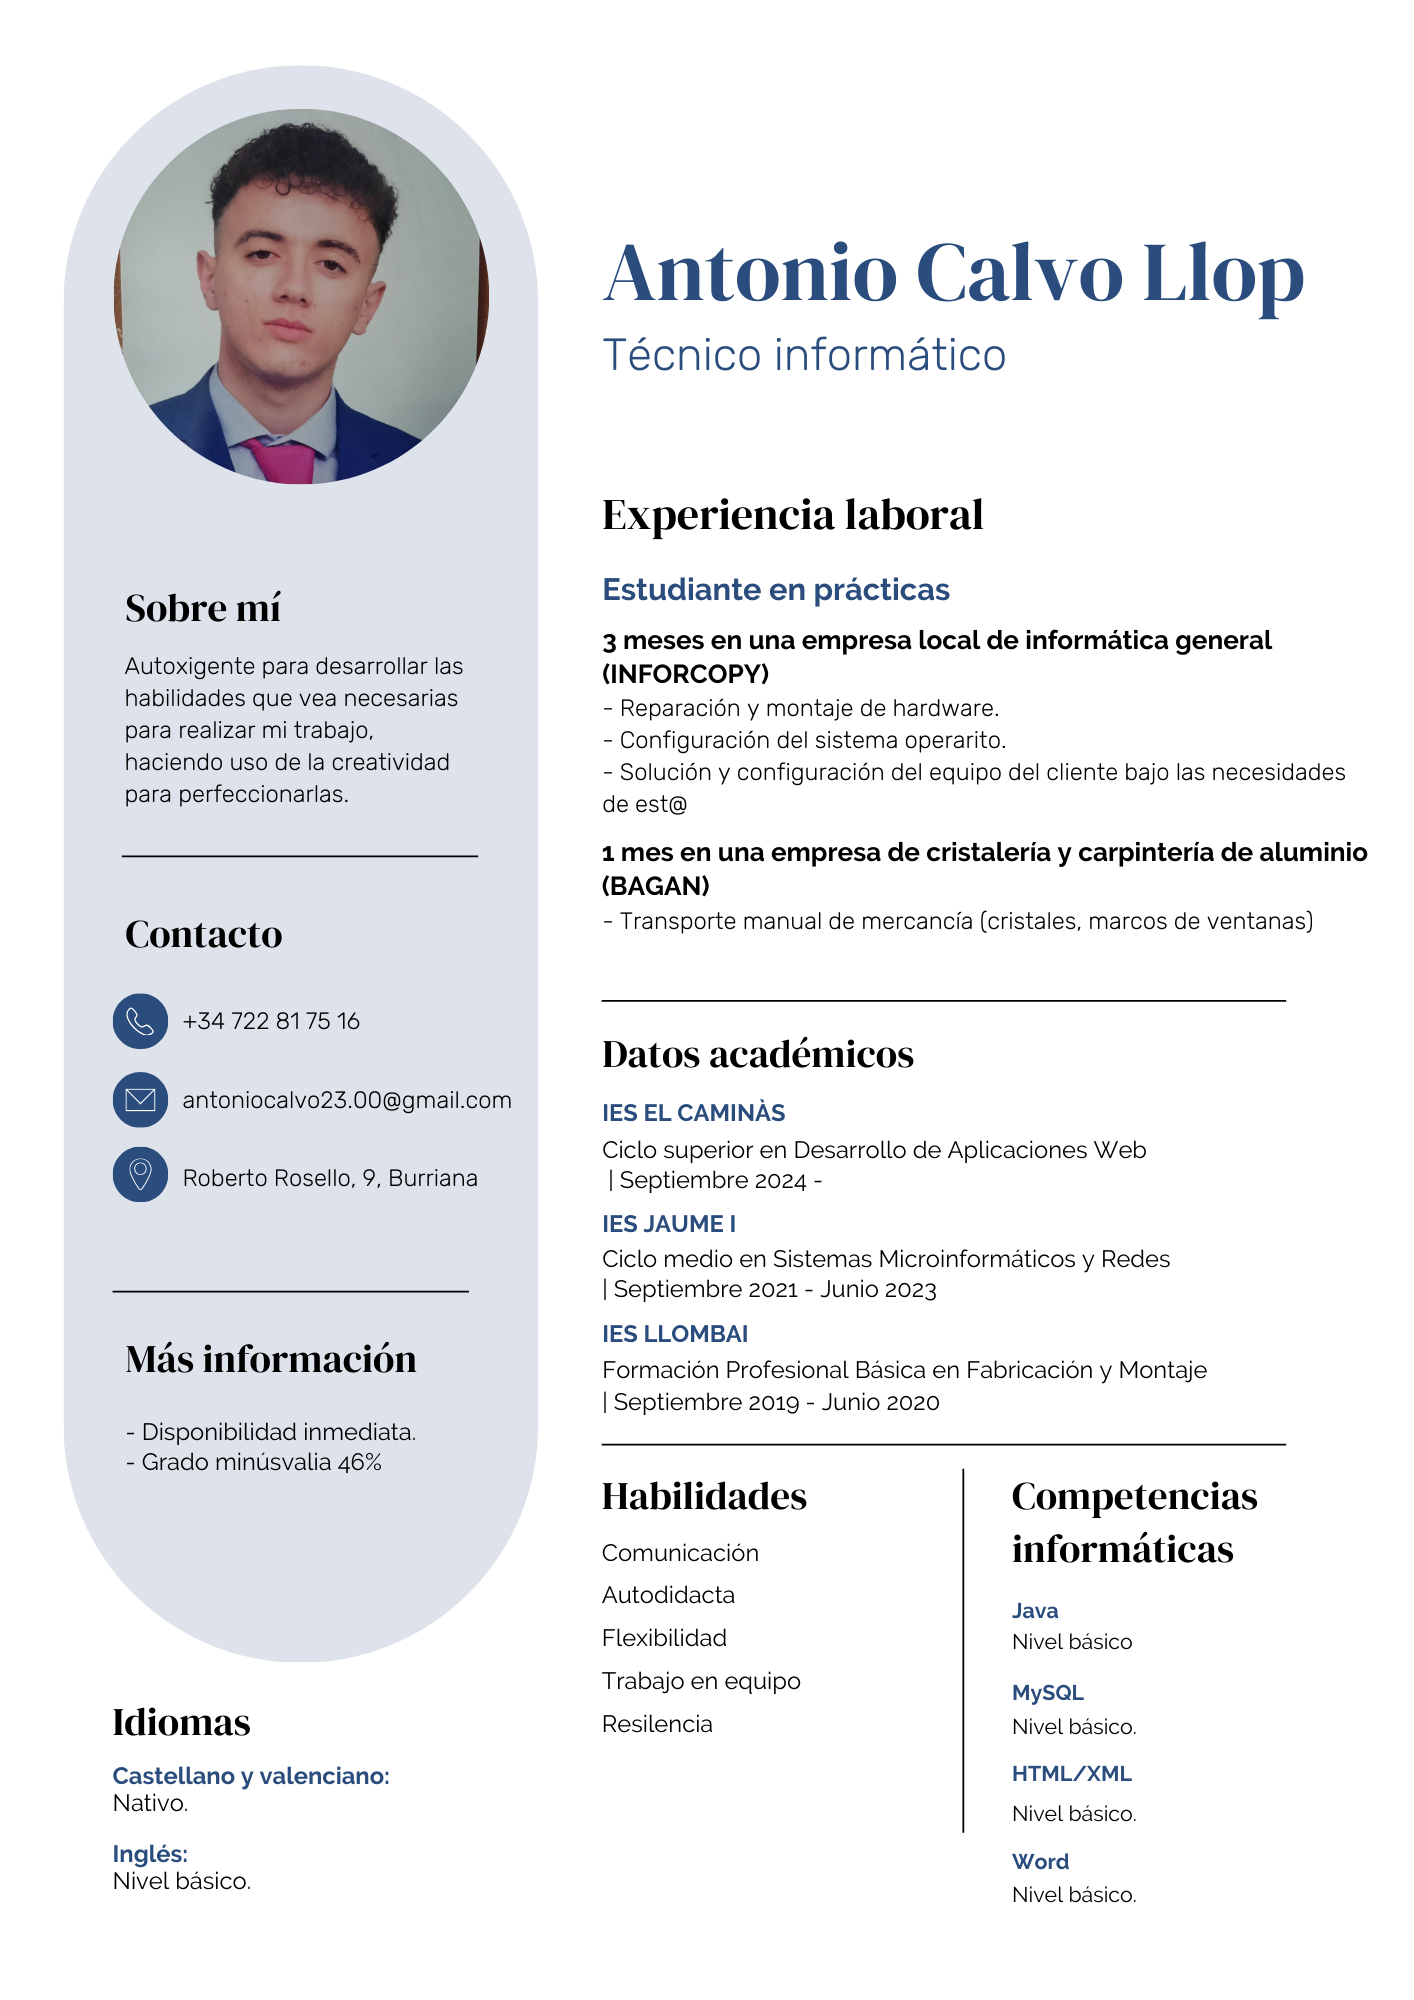 Antonio Calvo Llop
Técnico informático
Sobre mí
Autoxigente para desarrollar las
habilidades que vea necesarias
para realizar mi trabajo,
haciendo uso de la creatividad
para perfeccionarlas.
Contacto
+34 722 81 75 16
antoniocalvo23.00@gmail.com
Roberto Rosello, 9, Burriana
Más información
- Disponibilidad inmediata.
- Grado minúsvalia 46%
Idiomas
Castellano y valenciano:
Nativo.
Inglés:
Nivel básico.
Experiencia laboral
Estudiante en prácticas
3 meses en una empresa local de informática general
(INFORCOPY)
- Reparación y montaje de hardware.
- Configuración del sistema operarito.
- Solución y configuración del equipo del cliente bajo las necesidades
de est@
1 mes en una empresa de cristalería y carpintería de aluminio
(BAGAN)
- Transporte manual de mercancía (cristales, marcos de ventanas)
Datos académicos
IES EL CAMINÀS
Ciclo superior en Desarrollo de Aplicaciones Web
| Septiembre 2024 -
IES JAUME I
Ciclo medio en Sistemas Microinformáticos y Redes
| Septiembre 2021 - Junio 2023
IES LLOMBAI
Formación Profesional Básica en Fabricación y Montaje
| Septiembre 2019 - Junio 2020
Habilidades
Comunicación
Autodidacta
Flexibilidad
Trabajo en equipo
Resilencia
Competencias
informáticas
Java
Nivel básico
MySQL
Nivel básico.
HTML/XML
Nivel básico.
Word
Nivel básico.